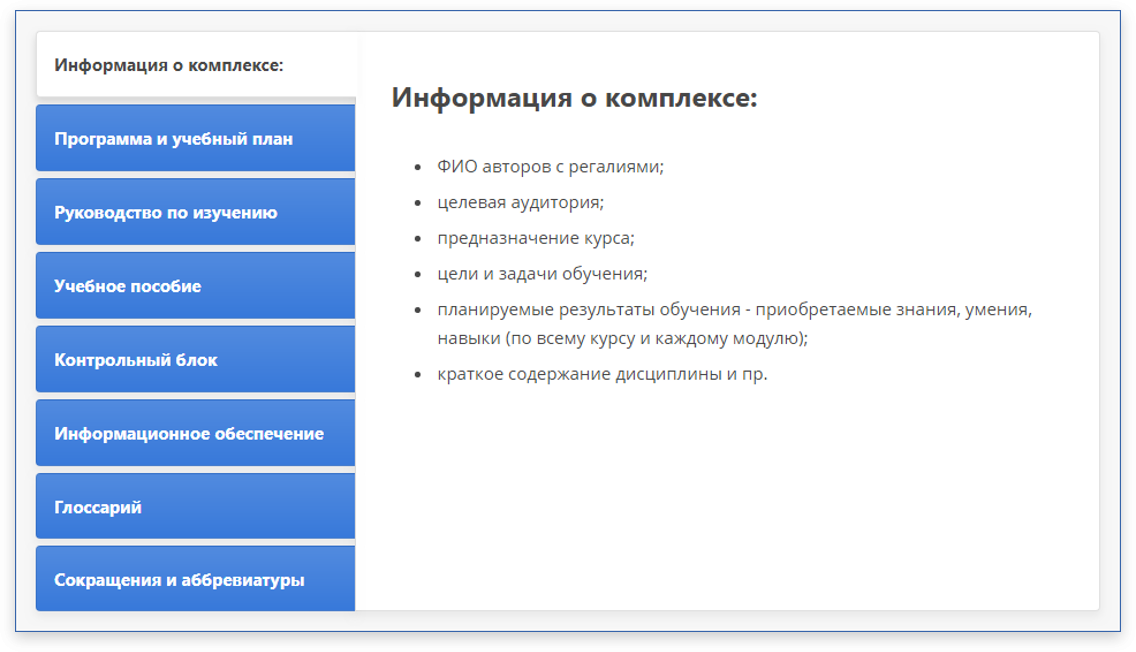 Информация о комплексе:
Программа и учебный план
Руководство по изучению
Учебное пособие
Контрольный блок
Информационное обеспечение
Глоссарий
Сокращения и аббревиатуры
Информация о комплексе:
• ФИО авторов с регалиями;
• целевая аудитория;
• предназначение курса;
• цели и задачи обучения;
• планируемые результаты обучения - приобретаемые знания, умения,
навыки (по всему курсу и каждому модулю);
• краткое содержание дисциплины и пр.